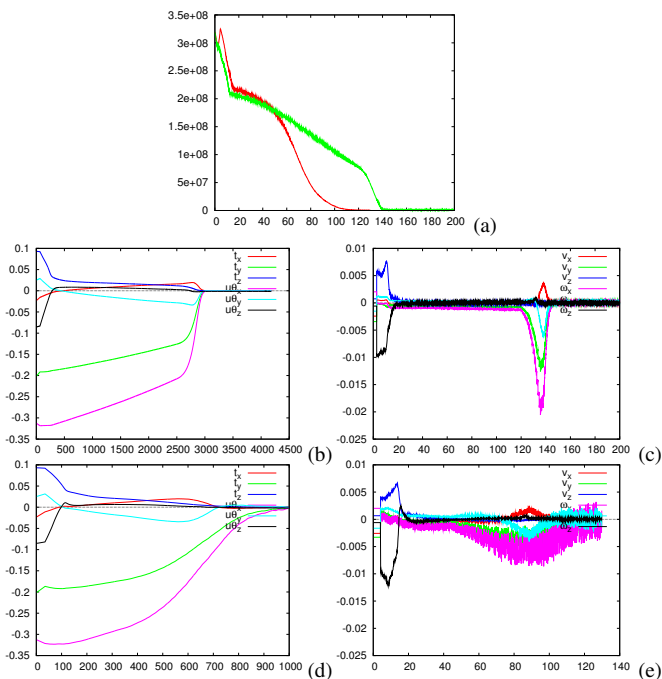 3.5e+08
3e+08
2.5e+08
2e+08
1.5e+08
1e+08
5e+07
0
0 20 40 60 80 100 120 140 160 180 200
(a)
0.1
0.05
0
-0.05
-0.1
-0.15
-0.2
-0.25
-0.3
-0.35
t_x
t_y
t_z
uθ_x
uθ_y
uθ_z
0 500 1000 1500 2000 2500 3000 3500 4000 4500
(b)
0.01
0.005
0
-0.005
-0.01
-0.015
-0.02
-0.025
v_x
v_y
v_z
ω_x
ω_z
0 20 40 60 80 100 120 140 160 180 200
(c)
0.1
0.05
0
-0.05
-0.1
-0.15
-0.2
-0.25
-0.3
-0.35
t_x
t_y
t_z
uθ_x
uθ_y
uθ_z
0 100 200 300 400 500 600 700 800 900 1000
(d)
0.01
0.005
0
-0.005
-0.01
-0.015
-0.02
-0.025
v_x
v_y
v_z
ω_x
ω_z
0 20 40 60 80 100 120 140
(e)